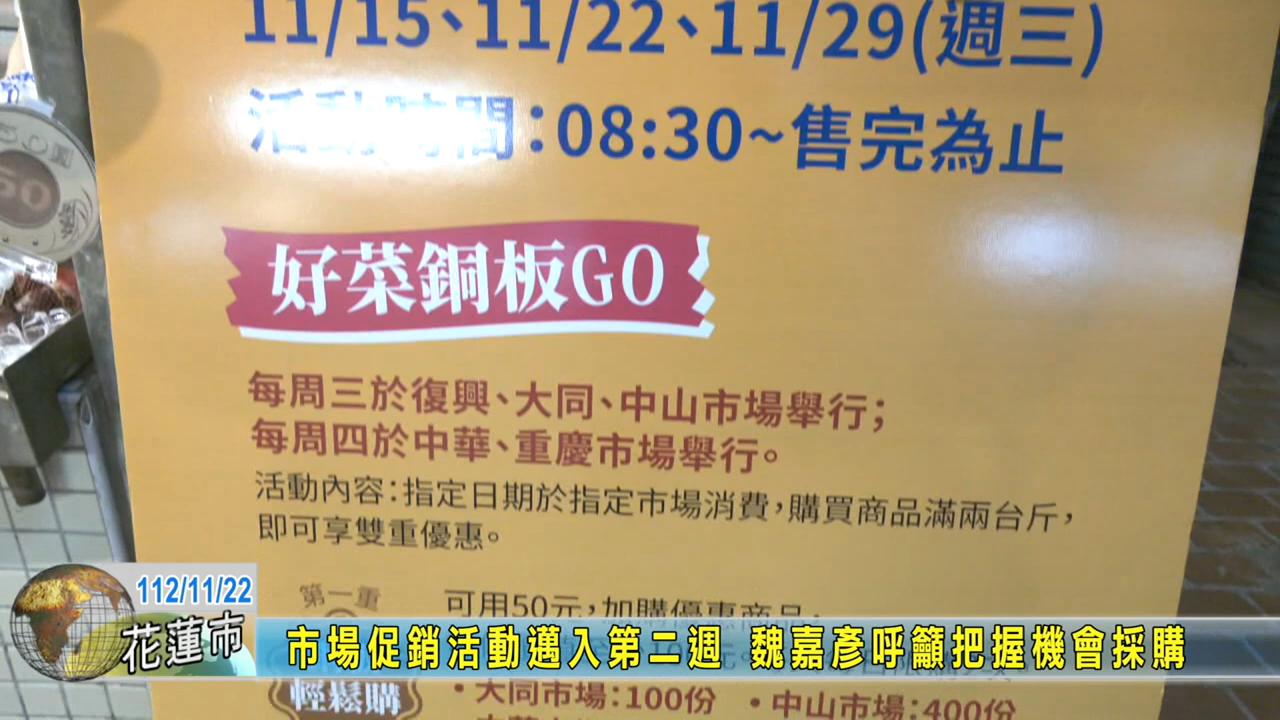 11/15、11/22、11/29(週三)
活動時間：08:30~售完為止
50
好菜銅板GO
每周三於復興、大同、中山市場舉行；
每周四於中華、重慶市場舉行。
活動內容：指定日期於指定市場消費，購買商品滿兩台斤，
即可享雙重優惠。
第一重
可用50元，加購優惠商品，
112/11/22
花蓮市
市場促銷活動邁入第二週 魏嘉彥呼籲把握機會採購
輕鬆購
•大同市場：100份 •中山市場：400份